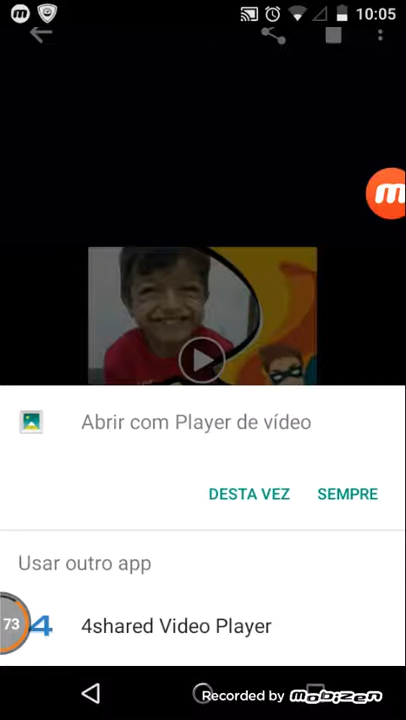 10:05
Abrir com Player de vídeo
DESTA VEZ SEMPRE
Usar outro app
73
4shared Video Player
Recorded by mobizen